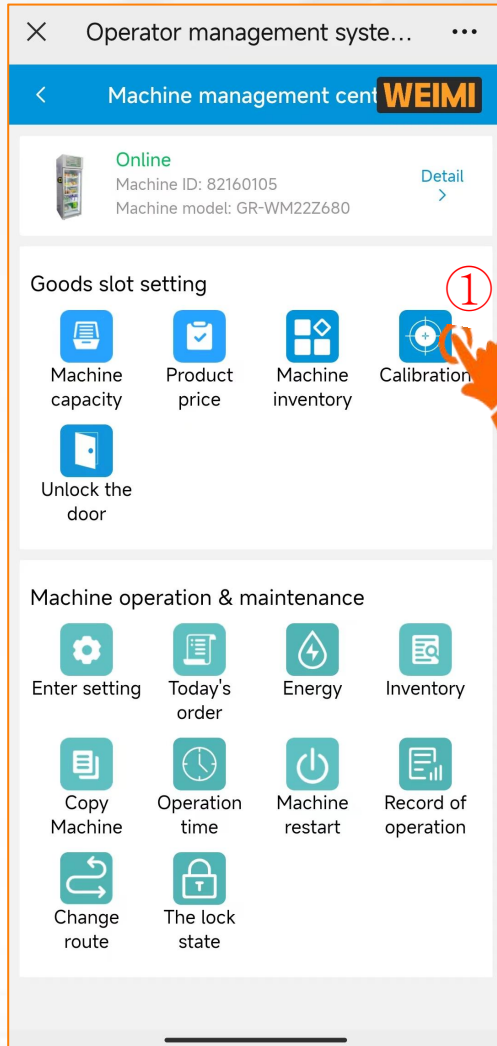 Operator management syste...
Machine management cent
WEIMI
Online
Machine ID: 82160105
Machine model: GR-WM22Z680
Detail
Goods slot setting
①
Machine capacity
Product price
Machine inventory
Calibration
Unlock the door
Machine operation & maintenance
Enter setting
Today's order
Energy
Inventory
Copy Machine
Operation time
Machine restart
Record of operation
Change route
The lock state